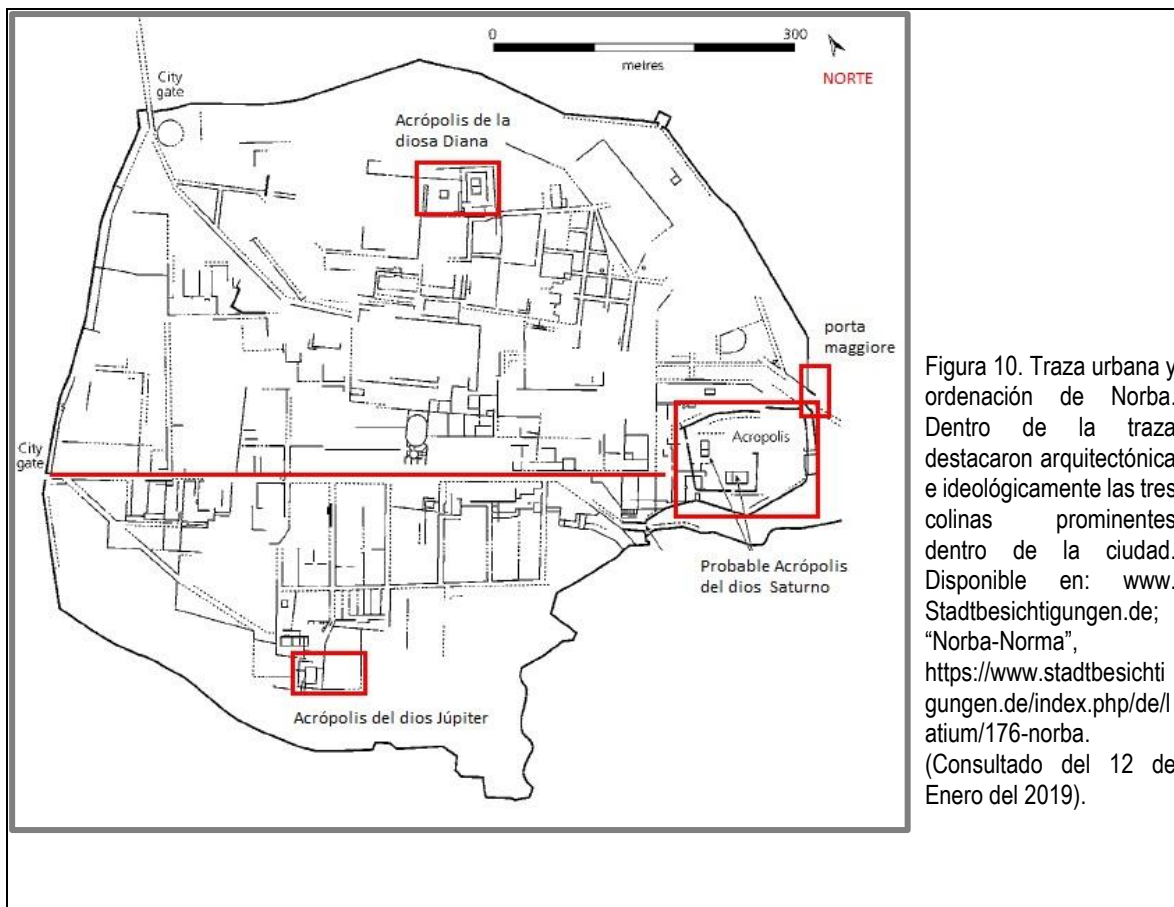 0 300
metres
NORTE
City
gate
Acrópolis de la
diosa Diana
porta
maggiore
Acropolis
City
gate
Probable Acrópolis
del dios Saturno
Acrópolis del dios Júpiter
Figura 10. Traza urbana y
ordenación de Norba.
Dentro de la traza
destacaron arquitectónica
e ideológicamente las tres
colinas prominentes
dentro de la ciudad.
Disponible en: www.
Stadtbesichtigungen.de;
“Norba-Norma”,
https://www.stadtbesichti
gungen.de/index.php/de/l
atium/176-norba.
(Consultado del 12 de
Enero del 2019).